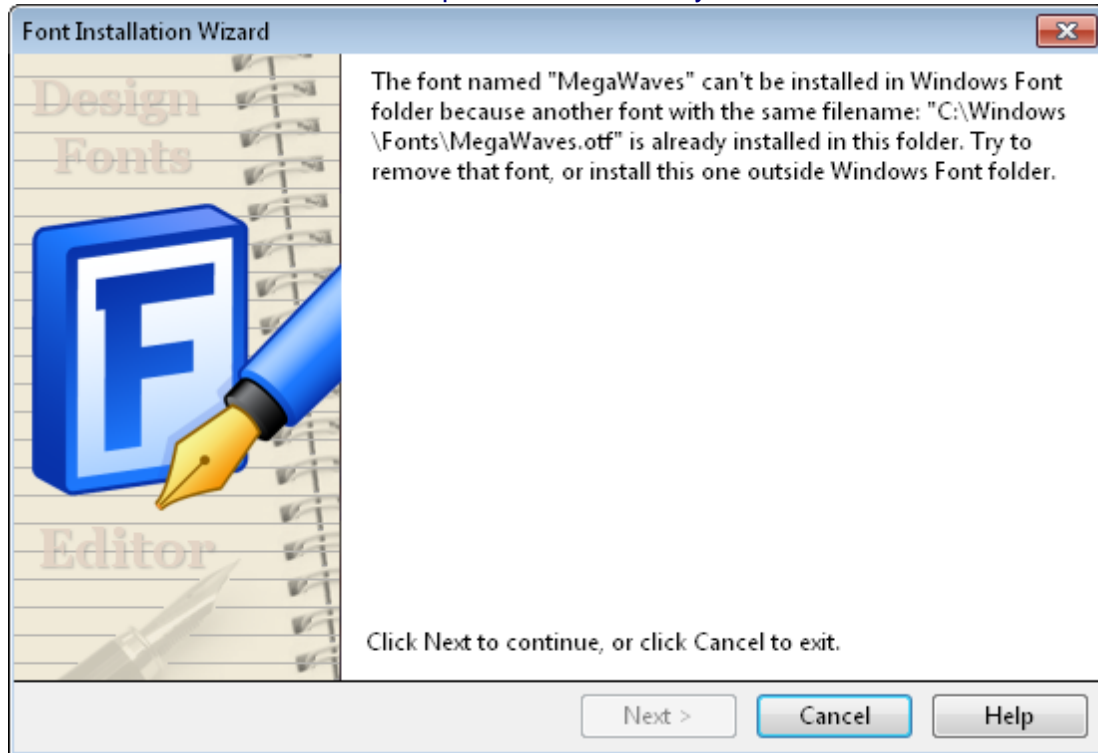 Font Installation Wizard
The font named "MegaWaves" can't be installed in Windows Font
folder because another font with the same filename: "C:\Windows
\Fonts\MegaWaves.otf" is already installed in this folder. Try to
remove that font, or install this one outside Windows Font folder.
Design
Fonts
F
Editor
Click Next to continue, or click Cancel to exit.
Next >
Cancel
Help